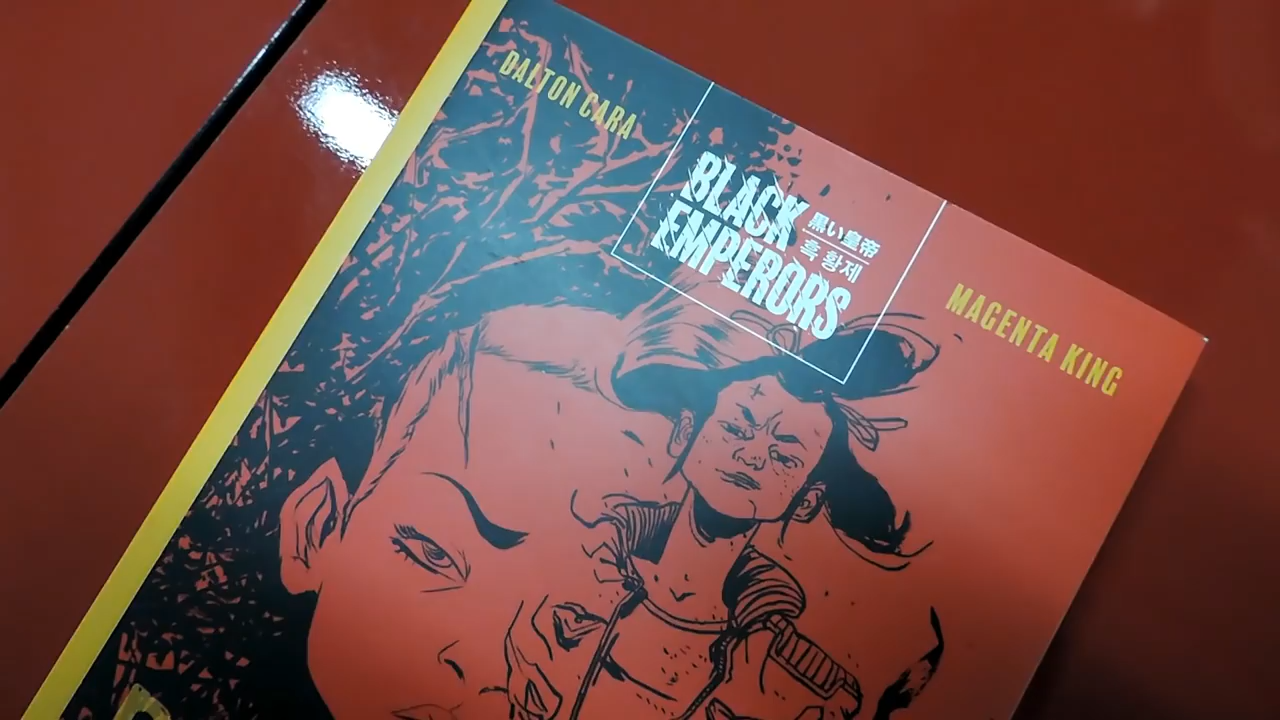 DALTON CARA
BLACK
EMPERORS
黒い皇帝
흑 황제
MAGENTA KING